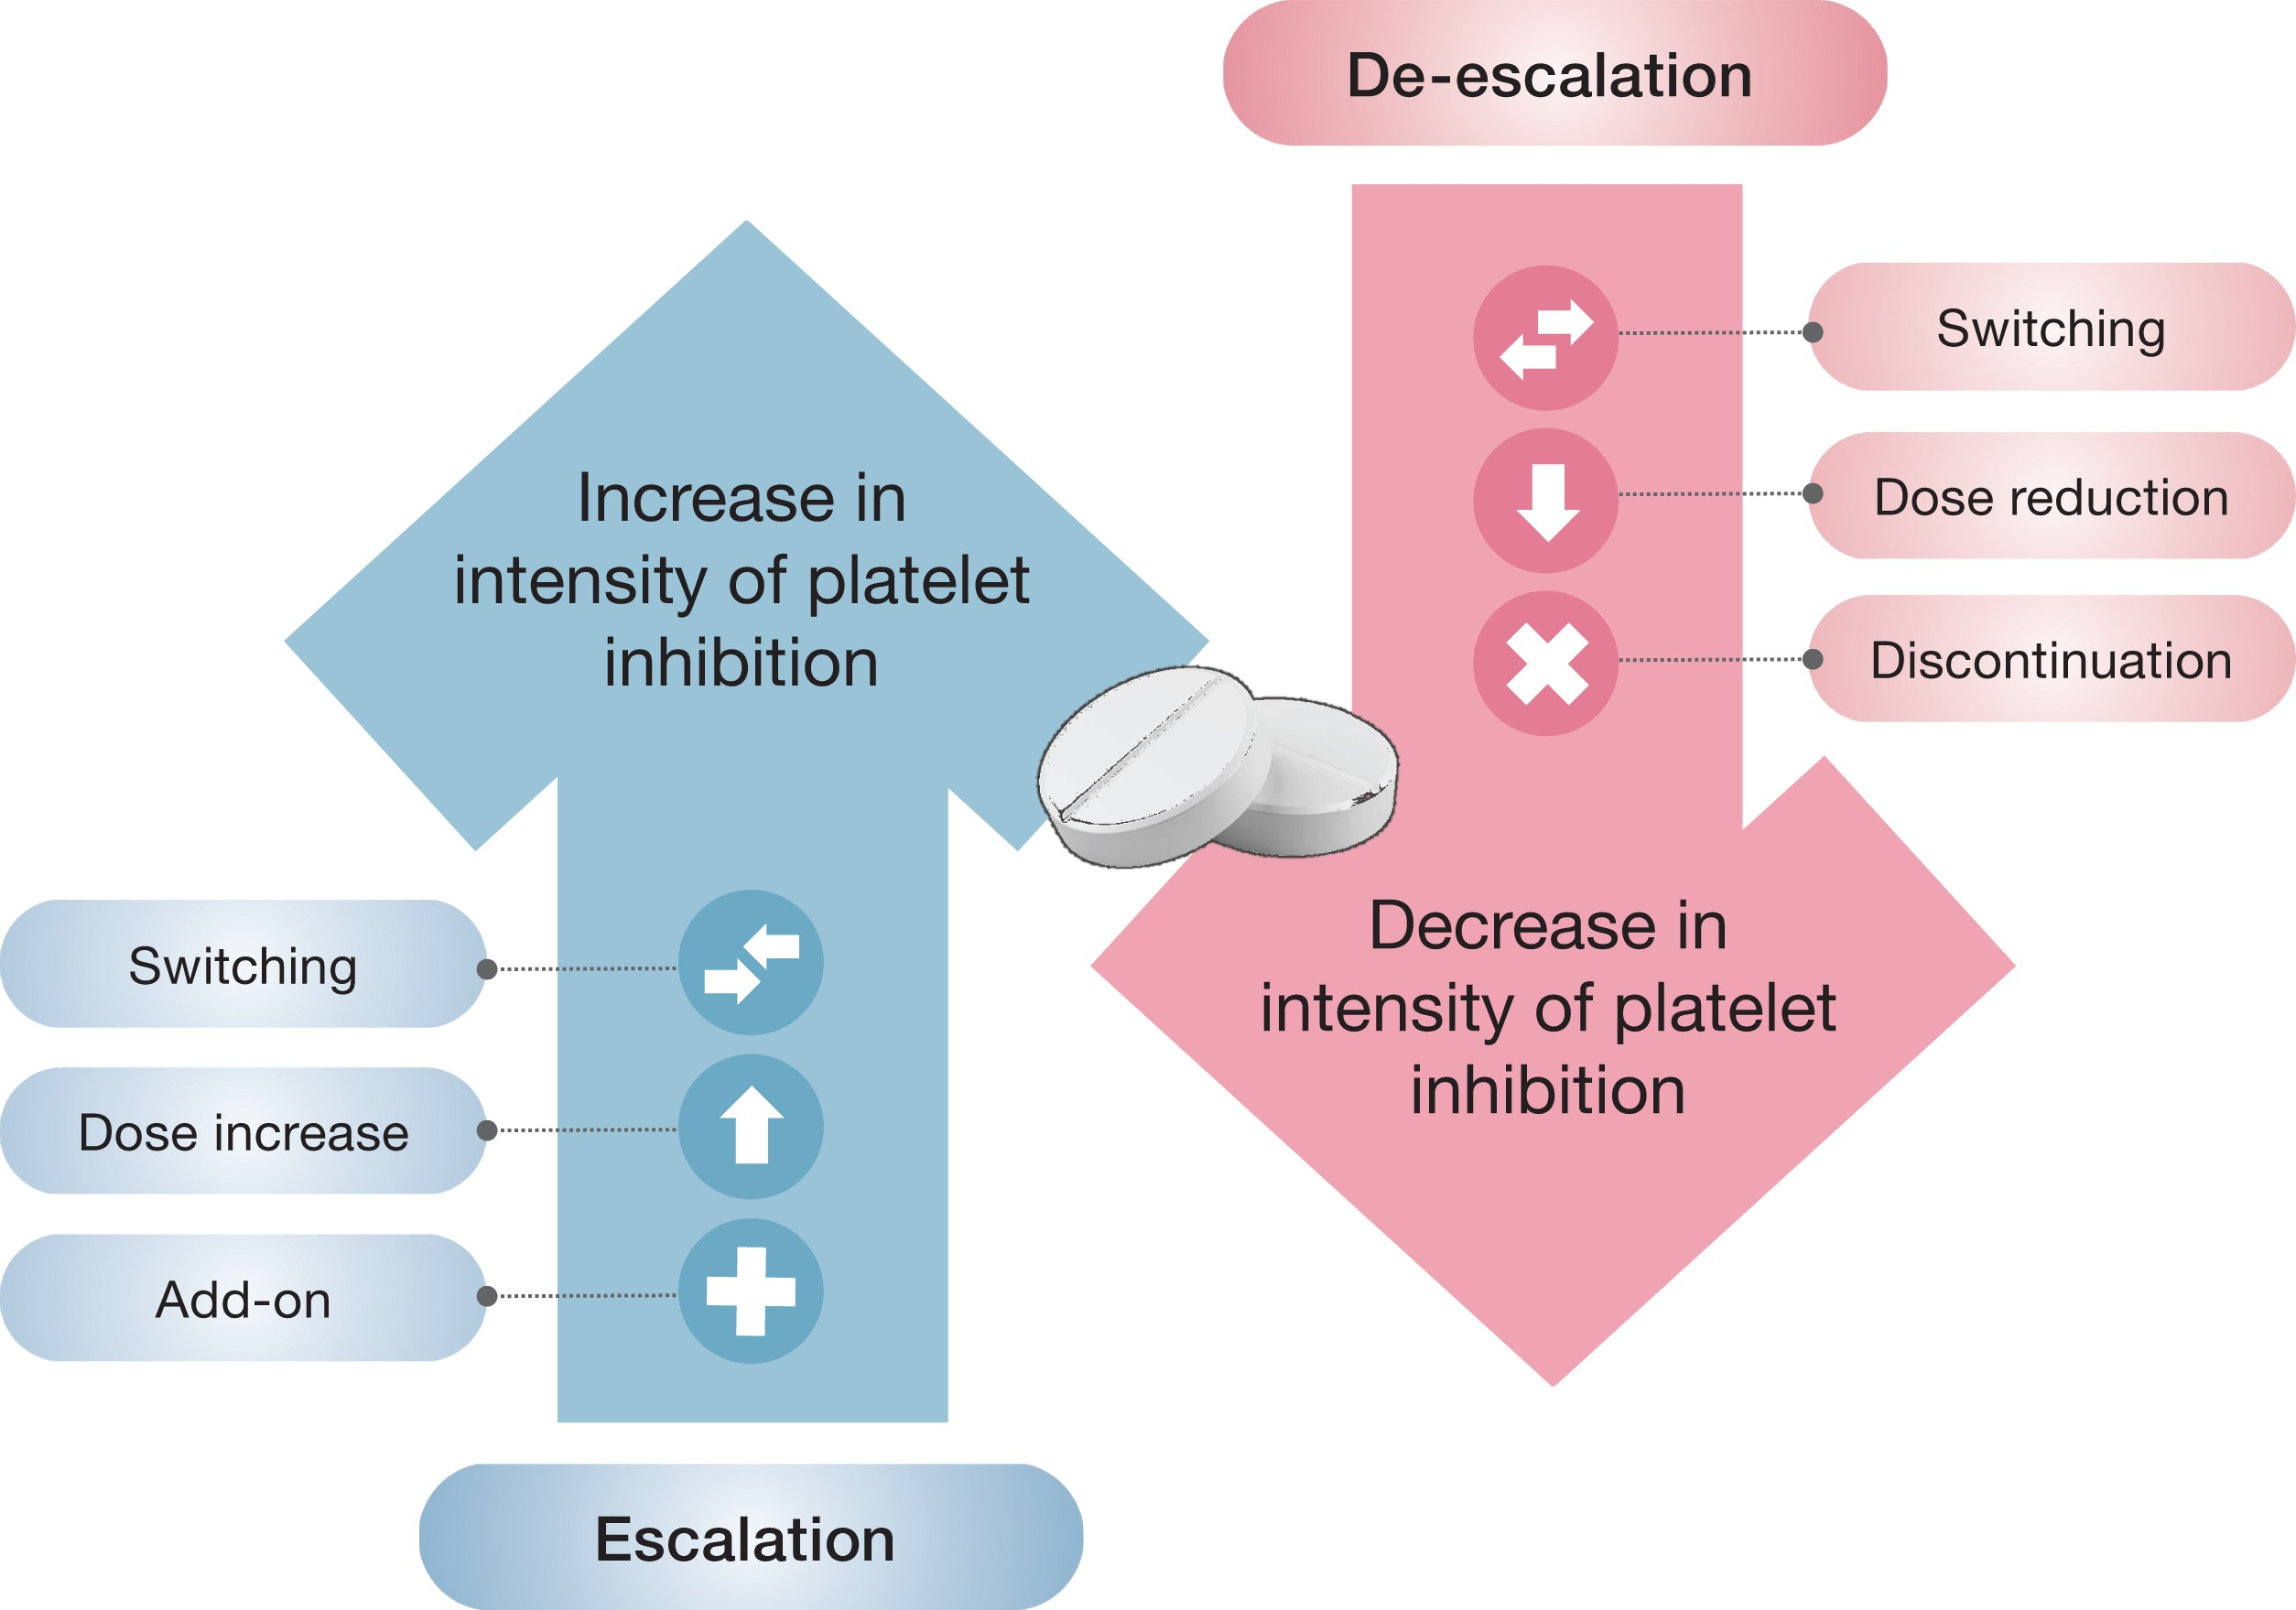 De-escalation
Switching
Dose reduction
Discontinuation
Decrease in
intensity of platelet
inhibition
Increase in
intensity of platelet
inhibition
Switching
Dose increase
Add-on
Escalation